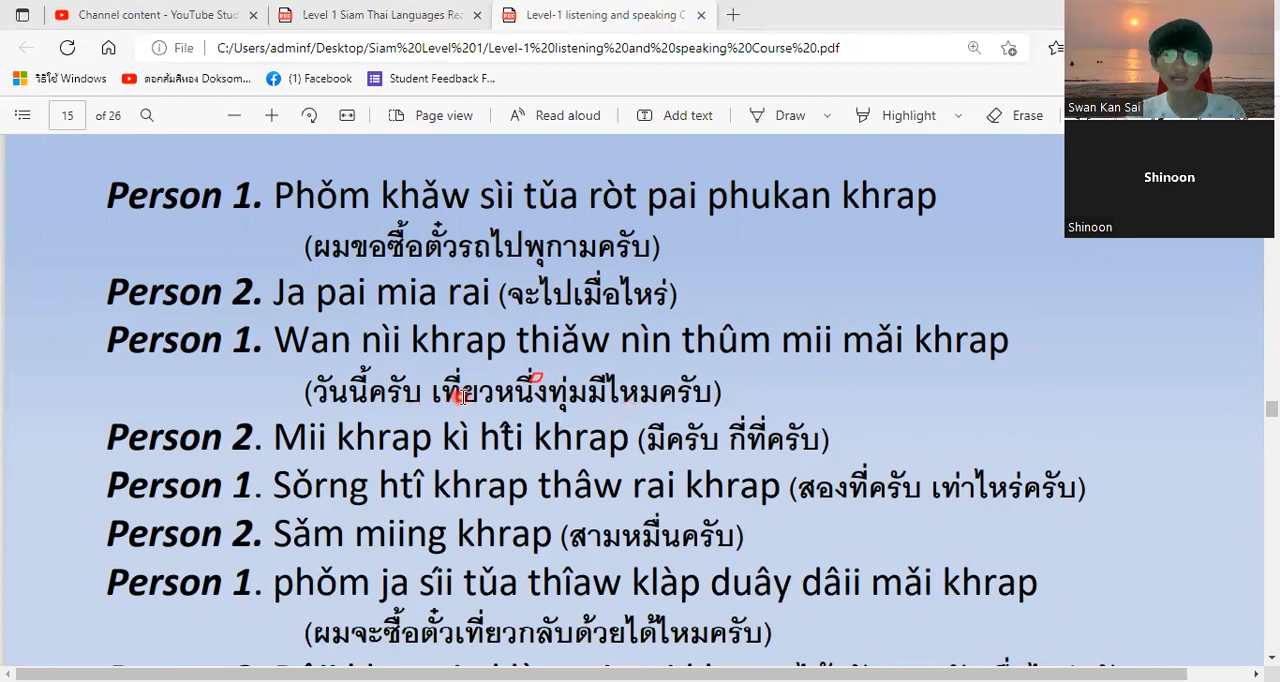 Channel content - YouTube Stud
Level 1 Siam Thai Languages Rea
Level-1 listening and speaking C
File
C:/Users/adminf/Desktop/Siam%20Level%201/Level-1%20listening%20and%20speaking%20Course%20.pdf
วิธีใช้ Windows
ดอกส้มสีทอง Doksom...
(1) Facebook
Student Feedback F...
15 of 26
Page view
Read aloud
Add text
Draw
Highlight
Erase
Swan Kan Sai
Shinoon
Shinoon
Person 1. Phǒm khǎw sìi tǔa ròt pai phukan khrap
(ผมขอซื้อตั๋วรถไปพุกามครับ)
Person 2. Ja pai mia rai (จะไปเมื่อไหร่)
Person 1. Wan nìi khrap thiǎw nìn thûm mii mǎi khrap
(วันนี้ครับ เที่ยวหนึ่งทุ่มมีไหมครับ)
Person 2. Mii khrap kì hti khrap (มีครับ กี่ที่ครับ)
Person 1. Sǒrng htî khrap thâw rai khrap (สองที่ครับ เท่าไหร่ครับ)
Person 2. Sǎm miing khrap (สามหมื่นครับ)
Person 1. phǒm ja síi tǔa thîaw klàp duây dâii mǎi khrap
(ผมจะซื้อตั๋วเที่ยวกลับด้วยได้ไหมครับ)